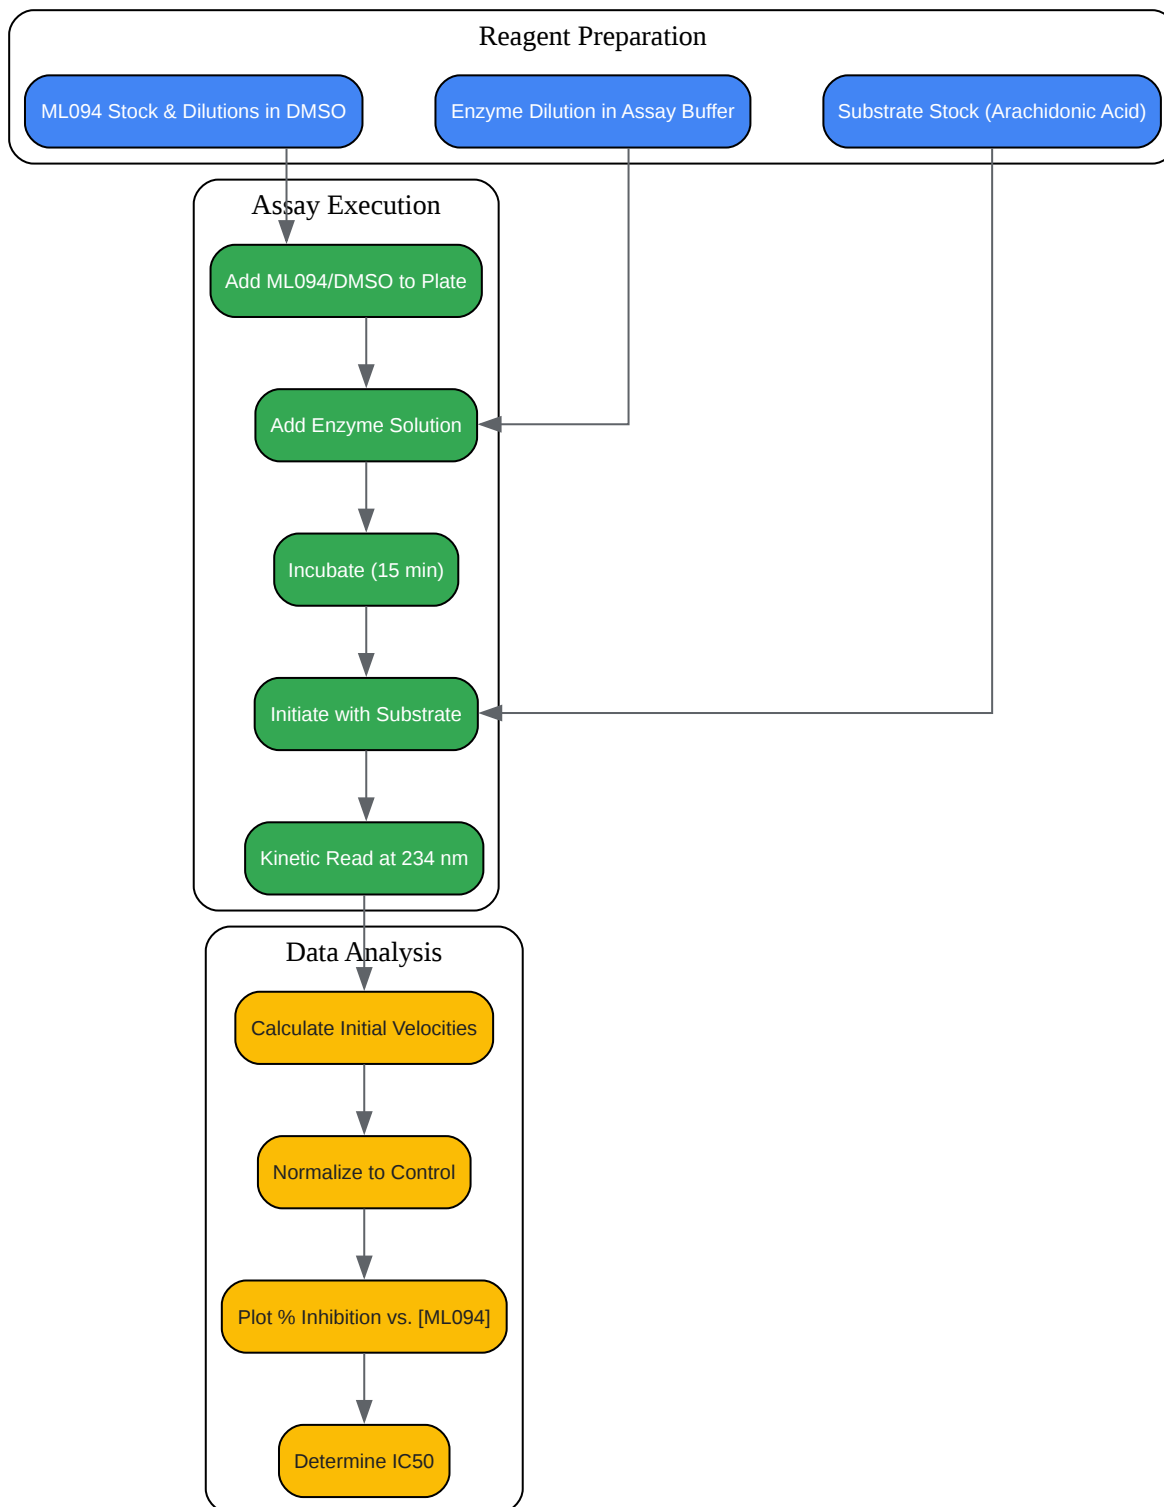 Reagent Preparation
ML094 Stock & Dilutions in DMSO
Enzyme Dilution in Assay Buffer
Substrate Stock (Arachidonic Acid)
Assay Execution
Add ML094/DMSO to Plate
Add Enzyme Solution
Incubate (15 min)
Initiate with Substrate
Kinetic Read at 234 nm
Data Analysis
Calculate Initial Velocities
Normalize to Control
Plot % Inhibition vs. [ML094]
Determine IC50